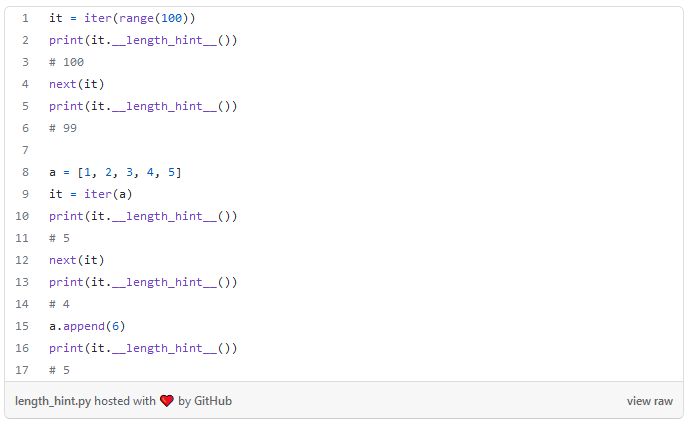 1 it = iter(range(100))
2 print(it.__length_hint__())
3 # 100
4 next(it)
5 print(it.__length_hint__())
6 # 99
7
8 a = [1, 2, 3, 4, 5]
9 it = iter(a)
10 print(it.__length_hint__())
11 # 5
12 next(it)
13 print(it.__length_hint__())
14 # 4
15 a.append(6)
16 print(it.__length_hint__())
17 # 5
length_hint.py hosted with ❤ by GitHub view raw